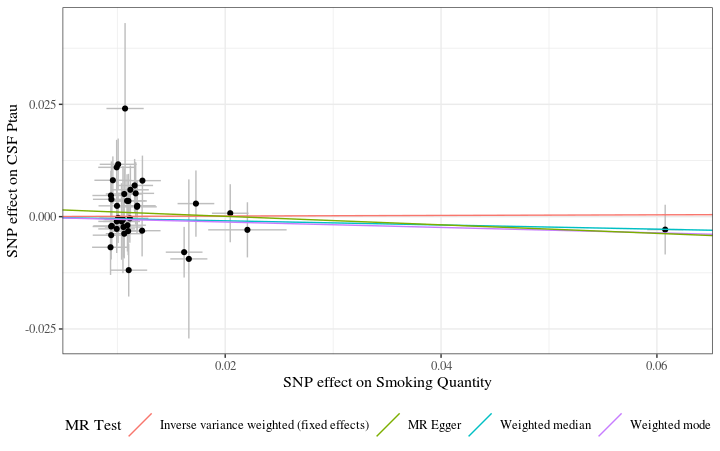 SNP effect on CSF Ptau
0.025
0.000
-0.025
0.02
0.04
0.06
SNP effect on Smoking Quantity
MR Test
Inverse variance weighted (fixed effects)
MR Egger
Weighted median
Weighted mode